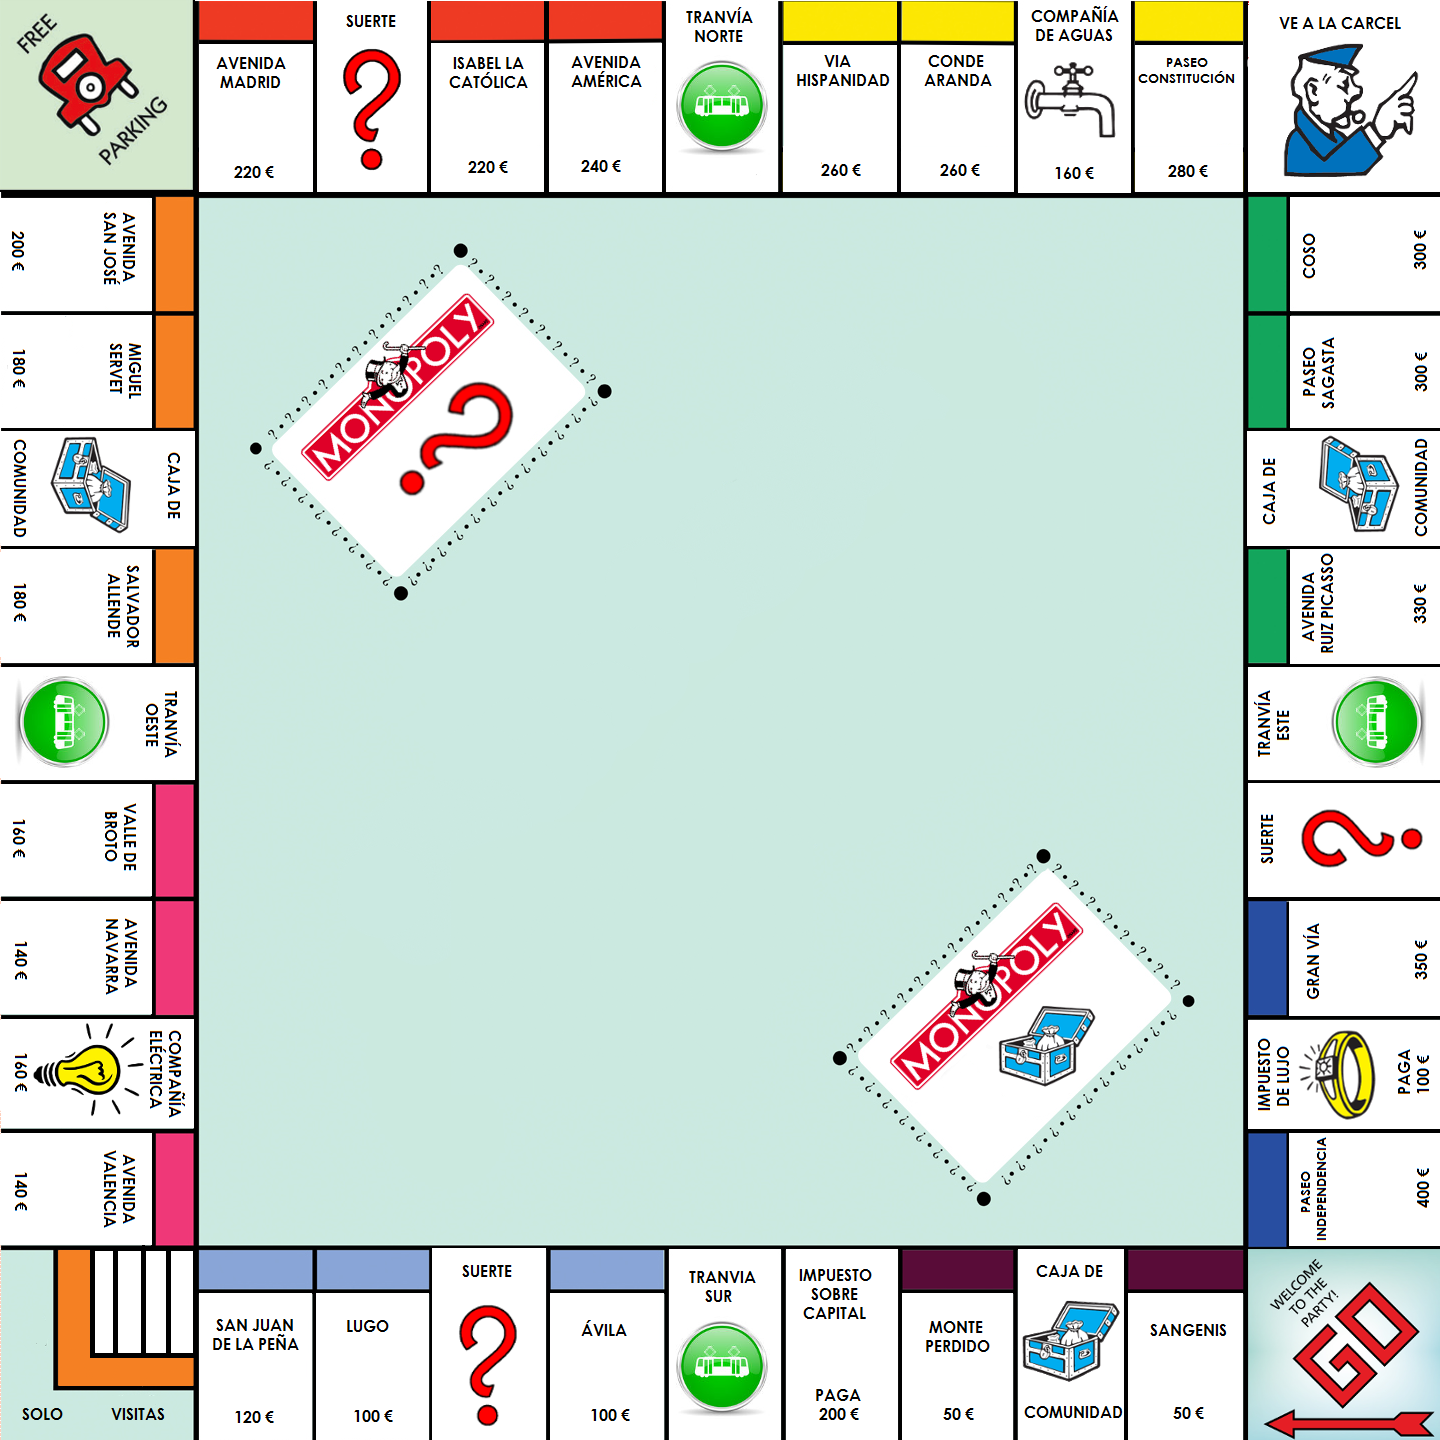 FREE
PARKING
AVENIDA
MADRID
220 €
SUERTE
?
ISABEL LA
CATÓLICA
220 €
AVENIDA
AMÉRICA
240 €
TRANVÍA
NORTE
VIA
HISPANIDAD
260 €
CONDE
ARANDA
260 €
COMPAÑÍA
DE AGUAS
160 €
PASEO
CONSTITUCIÓN
280 €
VE A LA CARCEL
COSO
300 €
PASEO
SAGASTA
300 €
CAJA DE
COMUNIDAD
AVENIDA
RUIZ PICASSO
330 €
TRANVÍA
ESTE
SUERTE
?
GRAN VÍA
350 €
IMPUESTO
DE LUJO
PAGA
100 €
PASEO
INDEPENDENCIA
400 €
WELCOME
TO THE
PARTY!
GO
SANGENIS
50 €
CAJA DE
COMUNIDAD
MONTE
PERDIDO
50 €
IMPUESTO
SOBRE
CAPITAL
PAGA
200 €
TRANVIA
SUR
ÁVILA
100 €
SUERTE
?
LUGO
100 €
SAN JUAN
DE LA PEÑA
120 €
SOLO VISITAS
AVENIDA
VALENCIA
140 €
COMPAÑÍA
ELÉCTRICA
160 €
AVENIDA
NAVARRA
140 €
VALLE DE
BROTO
160 €
TRANVÍA
OESTE
SALVADOR
ALLENDE
180 €
CAJA DE
COMUNIDAD
MIGUEL
SERVET
180 €
AVENIDA
SAN JOSÉ
200 €
MONOPOLY
?
MONOPOLY